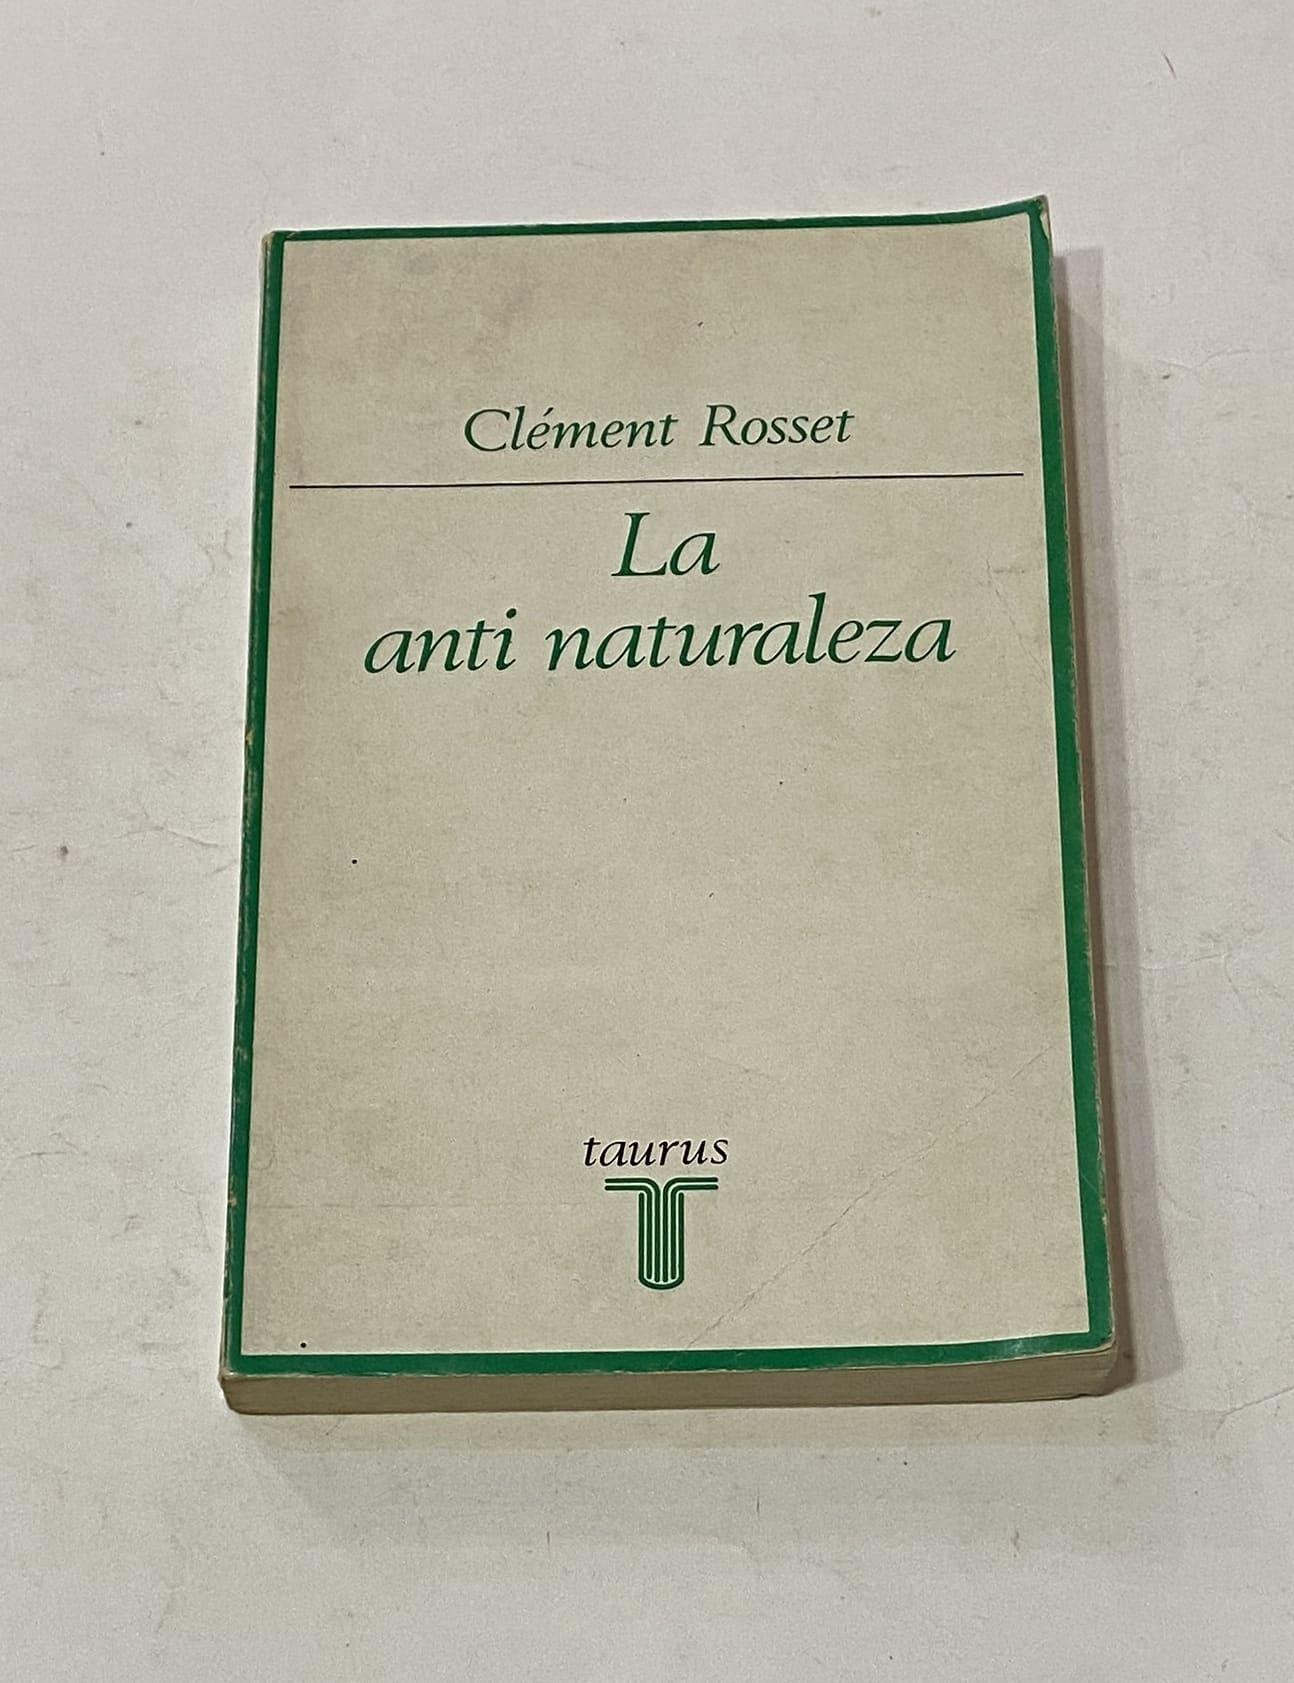 Clément Rosset
La
anti naturaleza
taurus